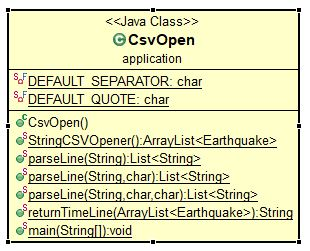 <<Java Class>>
CsvOpen
application
DEFAULT_SEPARATOR: char
DEFAULT_QUOTE: char
CsvOpen()
StringCSVOpener():ArrayList<Earthquake>
parseLine(String):List<String>
parseLine(String,char):List<String>
parseLine(String,char,char):List<String>
returnTimeLine(ArrayList<Earthquake>):String
main(String[]):void